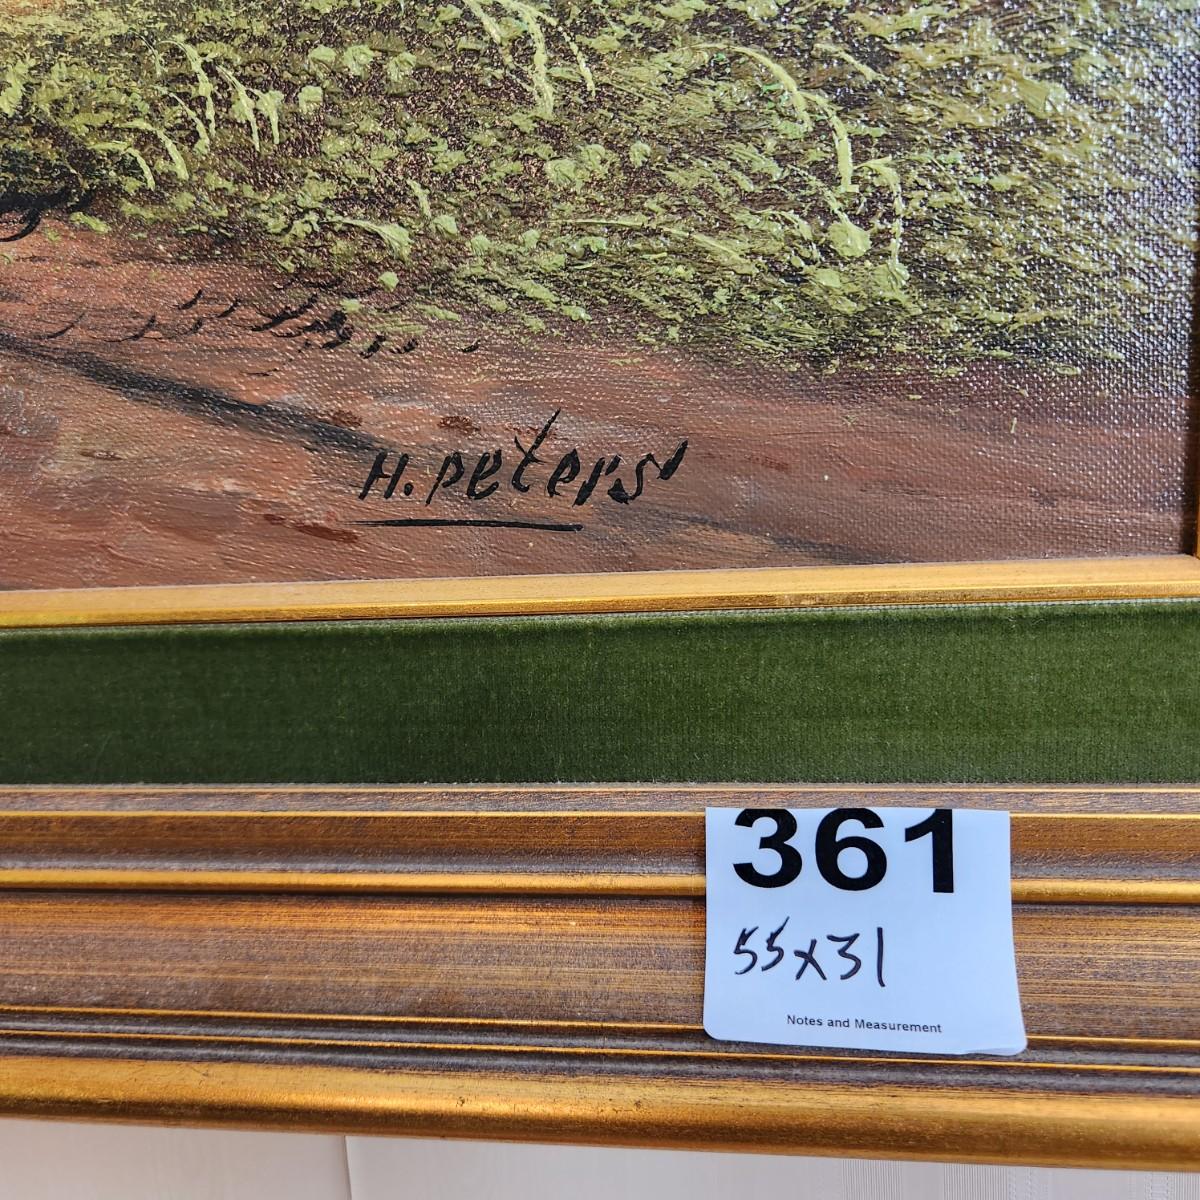 H. Peters
361
55x31
Notes and Measurement